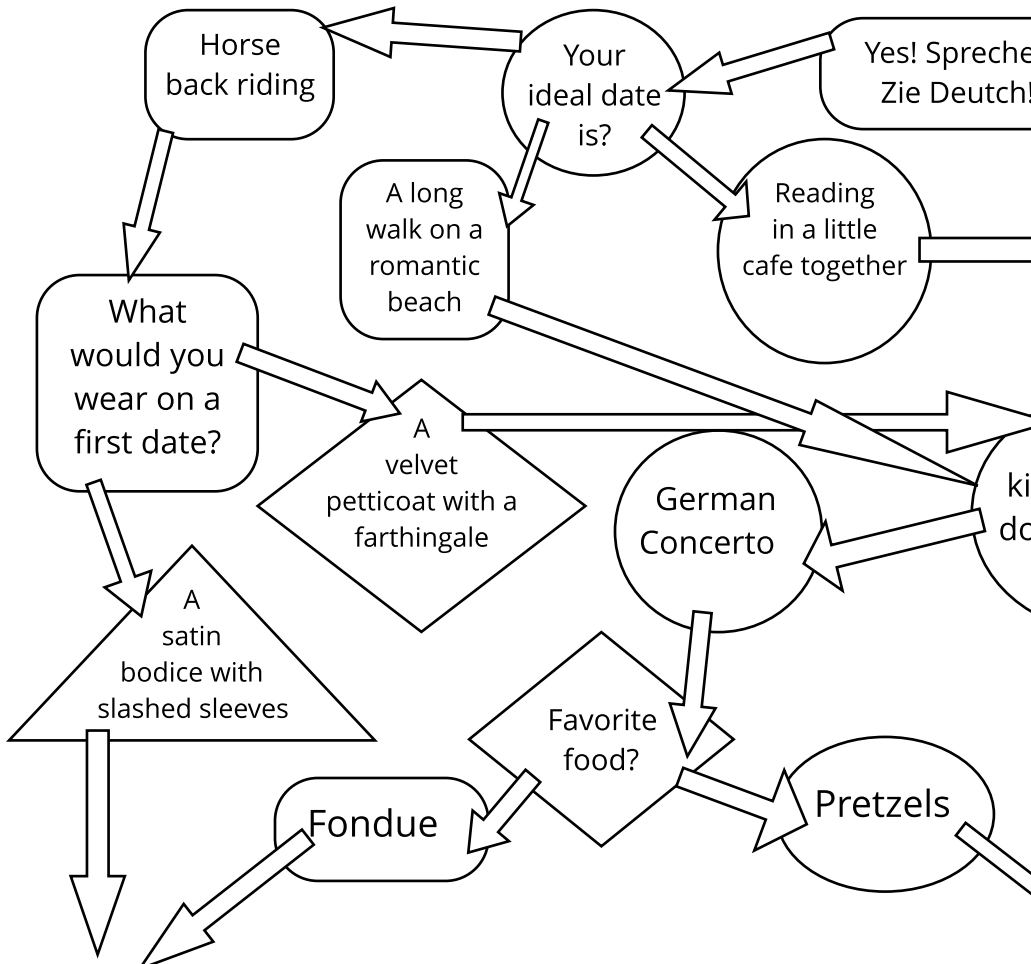 Horse
back riding
Your
ideal date
is?
Yes! Spreche
Zie Deutch!
A long
walk on a
romantic
beach
Reading
in a little
cafe together
What
would you
wear on a
first date?
A
velvet
petticoat with a
farthingale
German
Concerto
A
satin
bodice with
slashed sleeves
Favorite
food?
Fondue
Pretzels